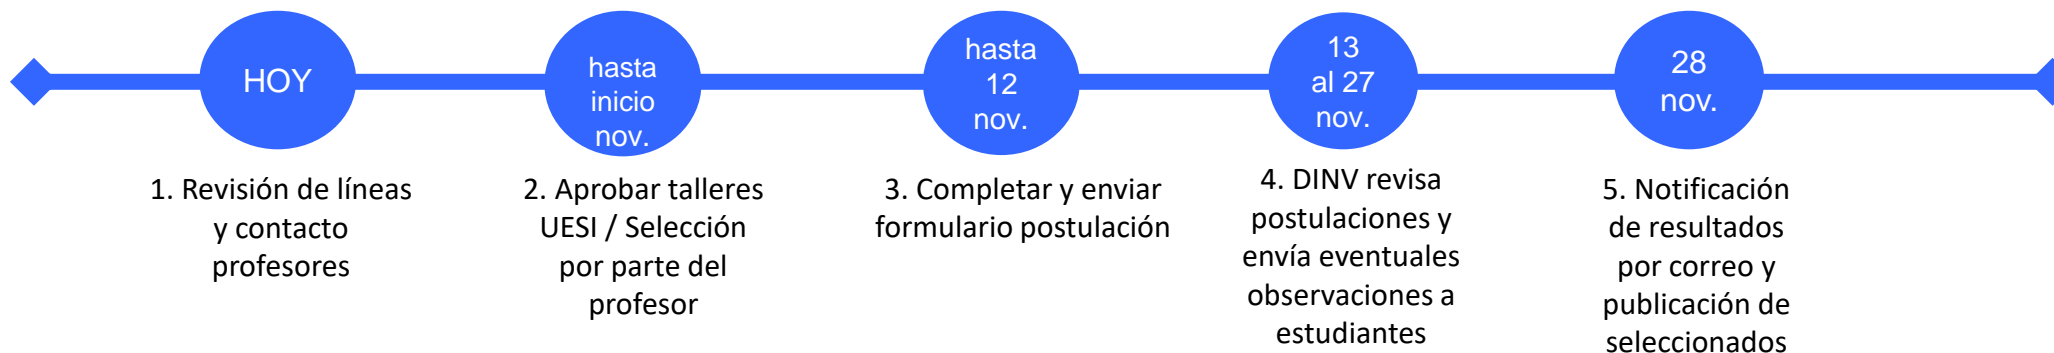 HOY
hasta
inicio
nov.
hasta
12
nov.
13
al 27
nov.
28
nov.
1. Revisión de líneas
y contacto
profesores
2. Aprobar talleres
UESI / Selección
por parte del
profesor
3. Completar y enviar
formulario postulación
4. DINV revisa
postulaciones y
envía eventuales
observaciones a
estudiantes
5. Notificación
de resultados
por correo y
publicación de
seleccionados